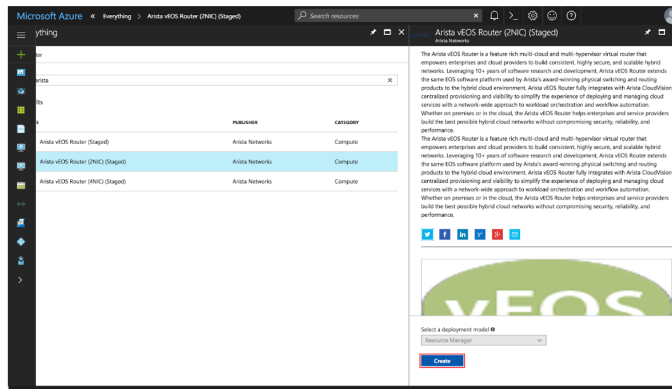 Microsoft Azure « Everything > Arista vEOS Router (2NIC) (Staged)
Search resources
ything
arista
PUBLISHER CATEGORY
Arista vEOS Router (Staged) Arista Networks Compute
Arista vEOS Router (2NIC) (Staged) Arista Networks Compute
Arista vEOS Router (4NIC) (Staged) Arista Networks Compute
Arista vEOS Router (2NIC) (Staged)
Arista Networks
The Arista vEOS Router is a feature rich multi-cloud and multi-hypervisor virtual router that
empowers enterprises and cloud providers to build consistent, highly secure, and scalable hybrid
networks. Leveraging 10+ years of software research and development, Arista vEOS Router extends
the same EOS software platform used by Arista's award-winning physical switching and routing
products to the hybrid cloud environment. Arista vEOS Router fully integrates with Arista CloudVision
centralized provisioning and visibility to simplify the experience of deploying and managing cloud
services with a network-wide approach to workload orchestration and workflow automation.
Whether on premises or in the cloud, the Arista vEOS Router helps enterprises and service providers
build the best possible hybrid cloud networks without compromising security, reliability, and
performance.
The Arista vEOS Router is a feature rich multi-cloud and multi-hypervisor virtual router that
empowers enterprises and cloud providers to build consistent, highly secure, and scalable hybrid
networks. Leveraging 10+ years of software research and development, Arista vEOS Router extends
the same EOS software platform used by Arista's award-winning physical switching and routing
products to the hybrid cloud environment. Arista vEOS Router fully integrates with Arista CloudVision
centralized provisioning and visibility to simplify the experience of deploying and managing cloud
services with a network-wide approach to workload orchestration and workflow automation.
Whether on premises or in the cloud, the Arista vEOS Router helps enterprises and service providers
build the best possible hybrid cloud networks without compromising security, reliability, and
performance.
vEOS
Select a deployment model
Resource Manager
Create